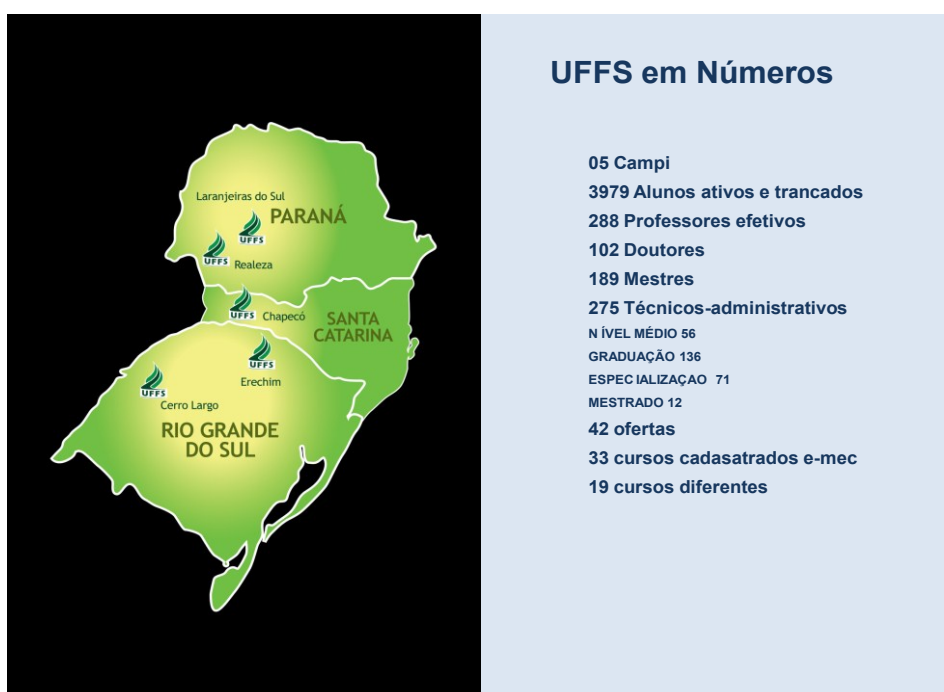 UFFS em Números
Laranjeiras do Sul
PARANÁ
UFFS
UFFS
Realeza
UFFS
Chapecó
SANTA
CATARINA
UFFS
Erechim
UFFS
Cerro Largo
RIO GRANDE
DO SUL
05 Campi
3979 Alunos ativos e trancados
288 Professores efetivos
102 Doutores
189 Mestres
275 Técnicos-administrativos
N ÍVEL MÉDIO 56
GRADUAÇÃO 136
ESPEC IALIZAÇAO 71
MESTRADO 12
42 ofertas
33 cursos cadasatrados e-mec
19 cursos diferentes